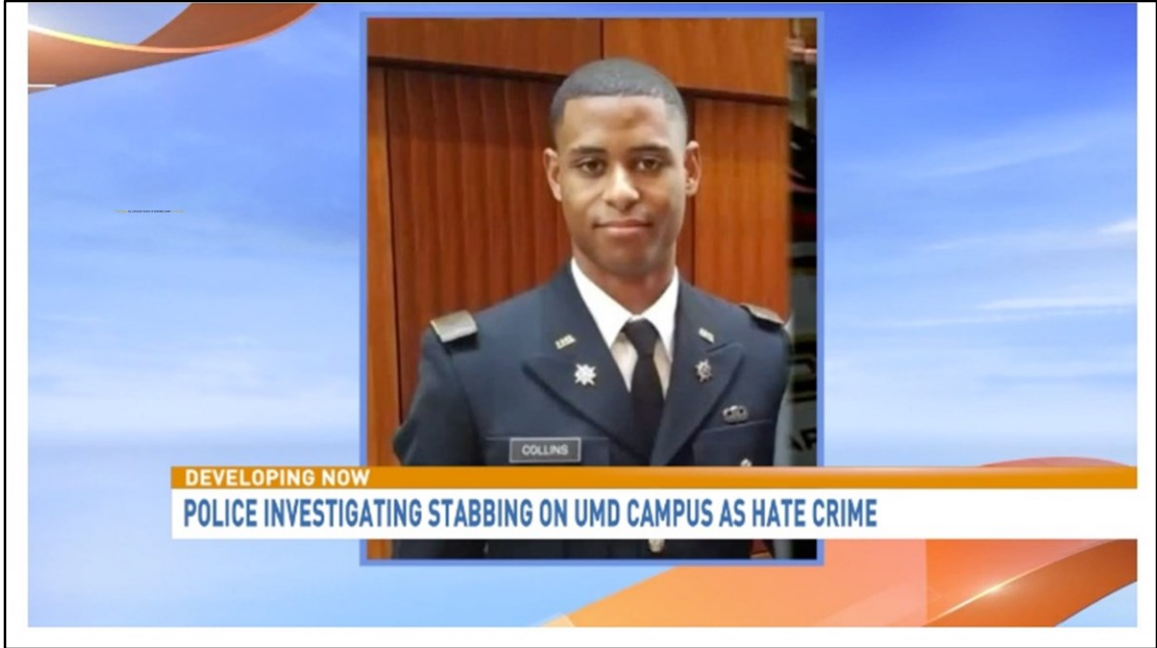 COLLINS
DEVELOPING NOW
POLICE INVESTIGATING STABBING ON UMD CAMPUS AS HATE CRIME